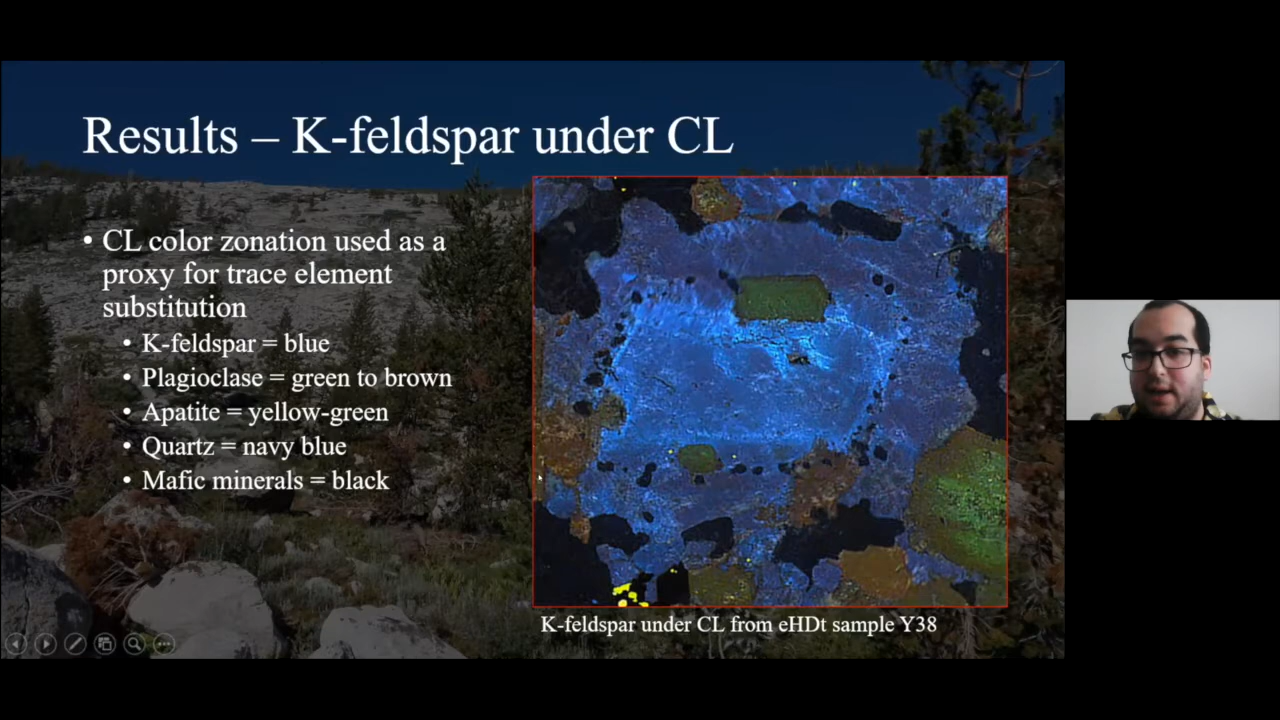 Results – K-feldspar under CL
• CL color zonation used as a
proxy for trace element
substitution
• K-feldspar = blue
• Plagioclase = green to brown
• Apatite = yellow-green
• Quartz = navy blue
• Mafic minerals = black
K-feldspar under CL from eHDt sample Y38